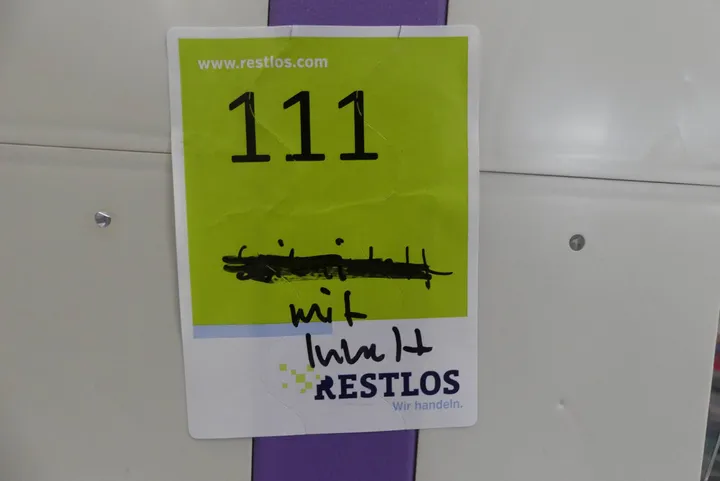 www.restlos.com
111
mit
Inhalt
RESTLOS
Wir handeln.